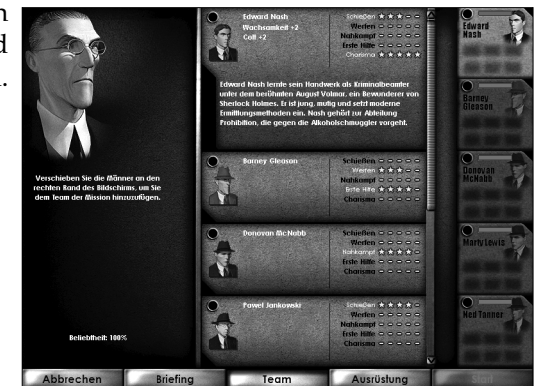 n
d
.
Verschieben Sie die Männer an den
rechten Rand des Bildschirms, um Sie
dem Team der Mission hinzuzufügen.
Beliebtheit: 100%
Edward Nash
Wachsamkeit +2
Colt +2
Schießen
Werfen
Nahkampf
Erste Hilfe
Charisma
Edward Nash lernte sein Handwerk als Kriminalbeamter
unter dem berühmten August Volmar, ein Bewunderer von
Sherlock Holmes. Er ist jung, mutig und setzt moderne
Ermittlungsmethoden ein. Nash gehört zur Abteilung
Prohibition, die gegen die Alkoholschmuggler vorgeht.
Barney Gleason
Schießen
Werfen
Nahkampf
Erste Hilfe
Charisma
Donovan McNabb
Schießen
Werfen
Nahkampf
Erste Hilfe
Charisma
Pawel Jankowski
Schießen
Werfen
Nahkampf
Erste Hilfe
Charisma
Edward
Nash
Barney
Gleason
Donovan
McNabb
Marty Lewis
Ned Tanner
Abbrechen
Briefing
Team
Ausrüstung